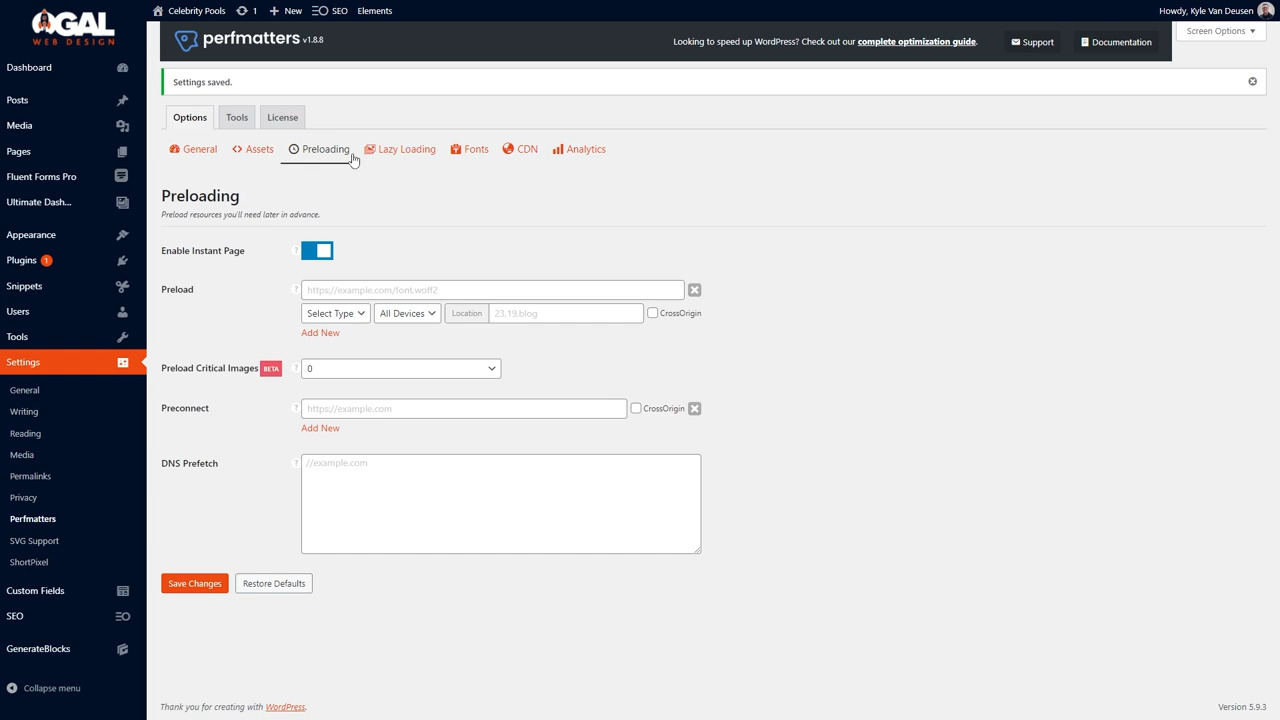 Celebrity Pools
1
New
SEO
Elements
Howdy, Kyle Van Deusen
OGAL
WEB DESIGN
Dashboard
Posts
Media
Pages
Fluent Forms Pro
Ultimate Dash...
Appearance
Plugins 1
Snippets
Users
Tools
Settings
General
Writing
Reading
Media
Permalinks
Privacy
Perfmatters
SVG Support
ShortPixel
Custom Fields
SEO
GenerateBlocks
Collapse menu
perfmatters v1.8.8
Looking to speed up WordPress? Check out our complete optimization guide.
Support
Documentation
Screen Options
Settings saved.
Options
Tools
License
General
Assets
Preloading
Lazy Loading
Fonts
CDN
Analytics
Preloading
Preload resources you'll need later in advance.
Enable Instant Page ?
Preload ? https://example.com/font.woff2
Select Type
All Devices
Location
23,19,blog
CrossOrigin
Add New
Preload Critical Images BETA ? 0
Preconnect ? https://example.com CrossOrigin
Add New
DNS Prefetch ? //example.com
Save Changes
Restore Defaults
Thank you for creating with WordPress.
Version 5.9.3